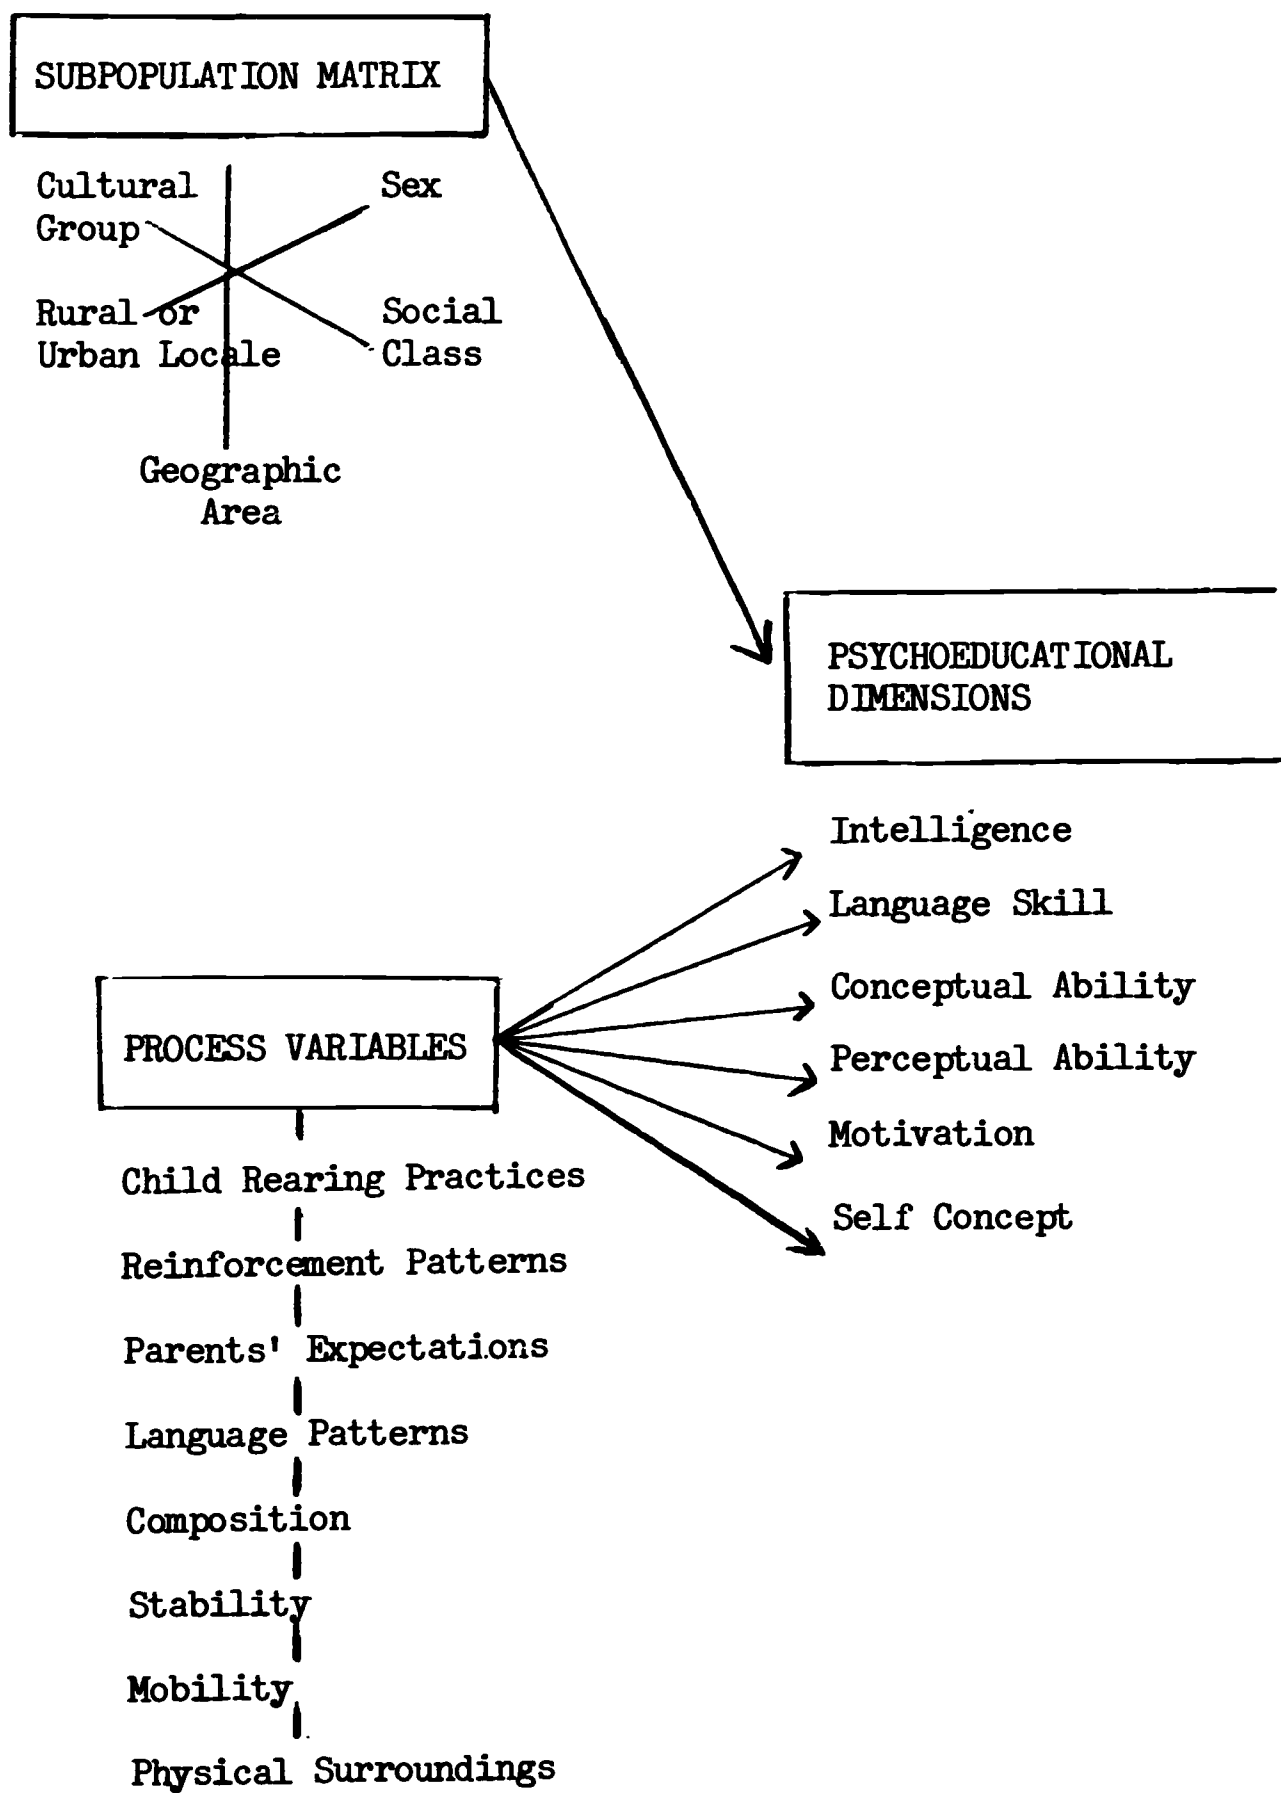 SUBPOPULATION MATRIX
Cultural
Group
Sex
Rural or
Urban Locale
Social
Class
Geographic
Area
PSYCHOEDUCATIONAL
DIMENSIONS
Intelligence
Language Skill
Conceptual Ability
Perceptual Ability
Motivation
Self Concept
PROCESS VARIABLES
Child Rearing Practices
Reinforcement Patterns
Parents' Expectations
Language Patterns
Composition
Stability
Mobility
Physical Surroundings